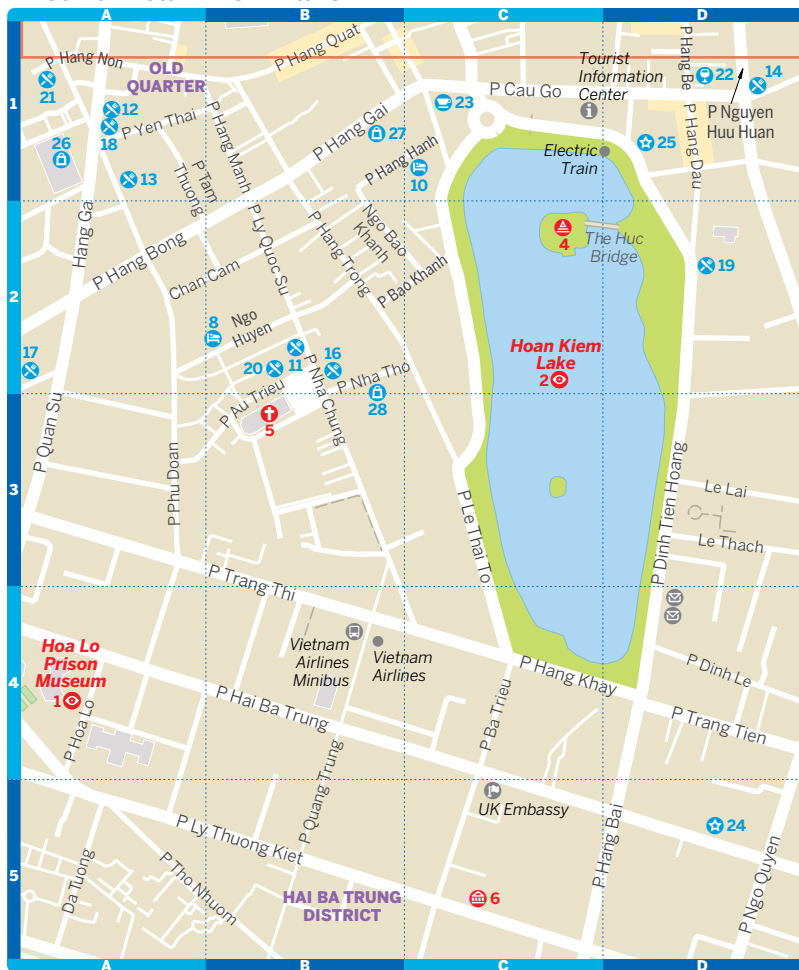 A
B
C
D
P Hang Non
OLD
QUARTER
P Hang Quat
Tourist
Information
Center
P Hang Be
22
14
21
12
18
P Yen Thai
P Hang Gai
23
P Cau Go
P Nguyen
Huu Huan
26
13
27
P Hang Hanh
10
Electric
Train
25
P Hang Dau
1
P Tam
Thuong
P Hang Manh
Hang Ga
P Hang Bong
Chan Cam
P Ly Quoc Su
P Hang Trong
Ngo Bao
Khanh
P Bao Khanh
4
The Huc
Bridge
19
2
8
Ngo
Huyen
17
20
11
16
P Nha Tho
28
Hoan Kiem
Lake
2
P Au Trieu
5
P Nha Chung
P Quan Su
P Phu Doan
3
P Le Thai To
P Dinh Tien Hoang
Le Lai
Le Thach
P Trang Thi
Hoa Lo
Prison
Museum
1
Vietnam
Airlines
Minibus
Vietnam
Airlines
4
P Hoa Lo
P Hai Ba Trung
P Hang Khay
P Dinh Le
P Ba Trieu
P Trang Tien
P Quang Trung
UK Embassy
24
P Ly Thuong Kiet
P Hang Bai
P Ngo Quyen
5
Da Tuong
P Tho Nhuom
HAI BA TRUNG
DISTRICT
6
A
B
C
D